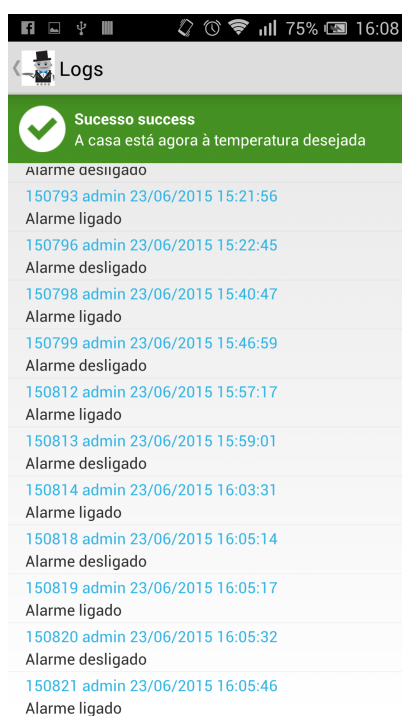 75% 16:08
Logs
Sucesso success
A casa está agora à temperatura desejada
Alarme desligado
150793 admin 23/06/2015 15:21:56
Alarme ligado
150796 admin 23/06/2015 15:22:45
Alarme desligado
150798 admin 23/06/2015 15:40:47
Alarme ligado
150799 admin 23/06/2015 15:46:59
Alarme desligado
150812 admin 23/06/2015 15:57:17
Alarme ligado
150813 admin 23/06/2015 15:59:01
Alarme desligado
150814 admin 23/06/2015 16:03:31
Alarme ligado
150818 admin 23/06/2015 16:05:14
Alarme desligado
150819 admin 23/06/2015 16:05:17
Alarme ligado
150820 admin 23/06/2015 16:05:32
Alarme desligado
150821 admin 23/06/2015 16:05:46
Alarme ligado